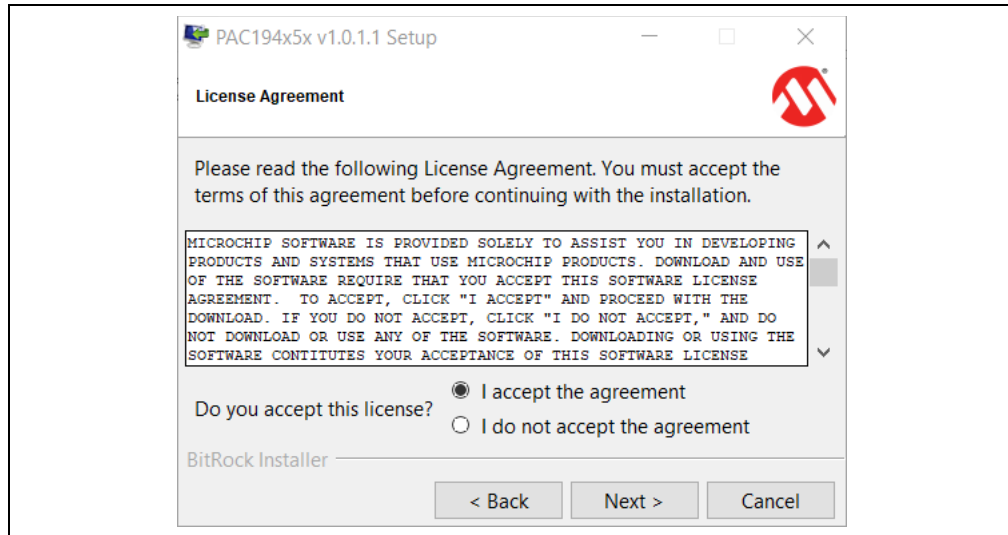 PAC194x5x v1.0.1.1 Setup
License Agreement
Please read the following License Agreement. You must accept the
terms of this agreement before continuing with the installation.
MICROCHIP SOFTWARE IS PROVIDED SOLELY TO ASSIST YOU IN DEVELOPING
PRODUCTS AND SYSTEMS THAT USE MICROCHIP PRODUCTS. DOWNLOAD AND USE
OF THE SOFTWARE REQUIRE THAT YOU ACCEPT THIS SOFTWARE LICENSE
AGREEMENT.  TO ACCEPT, CLICK "I ACCEPT" AND PROCEED WITH THE
DOWNLOAD. IF YOU DO NOT ACCEPT, CLICK "I DO NOT ACCEPT," AND DO
NOT DOWNLOAD OR USE ANY OF THE SOFTWARE. DOWNLOADING OR USING THE
SOFTWARE CONTITUTES YOUR ACCEPTANCE OF THIS SOFTWARE LICENSE
Do you accept this license?
I accept the agreement
I do not accept the agreement
BitRock Installer
< Back Next > Cancel